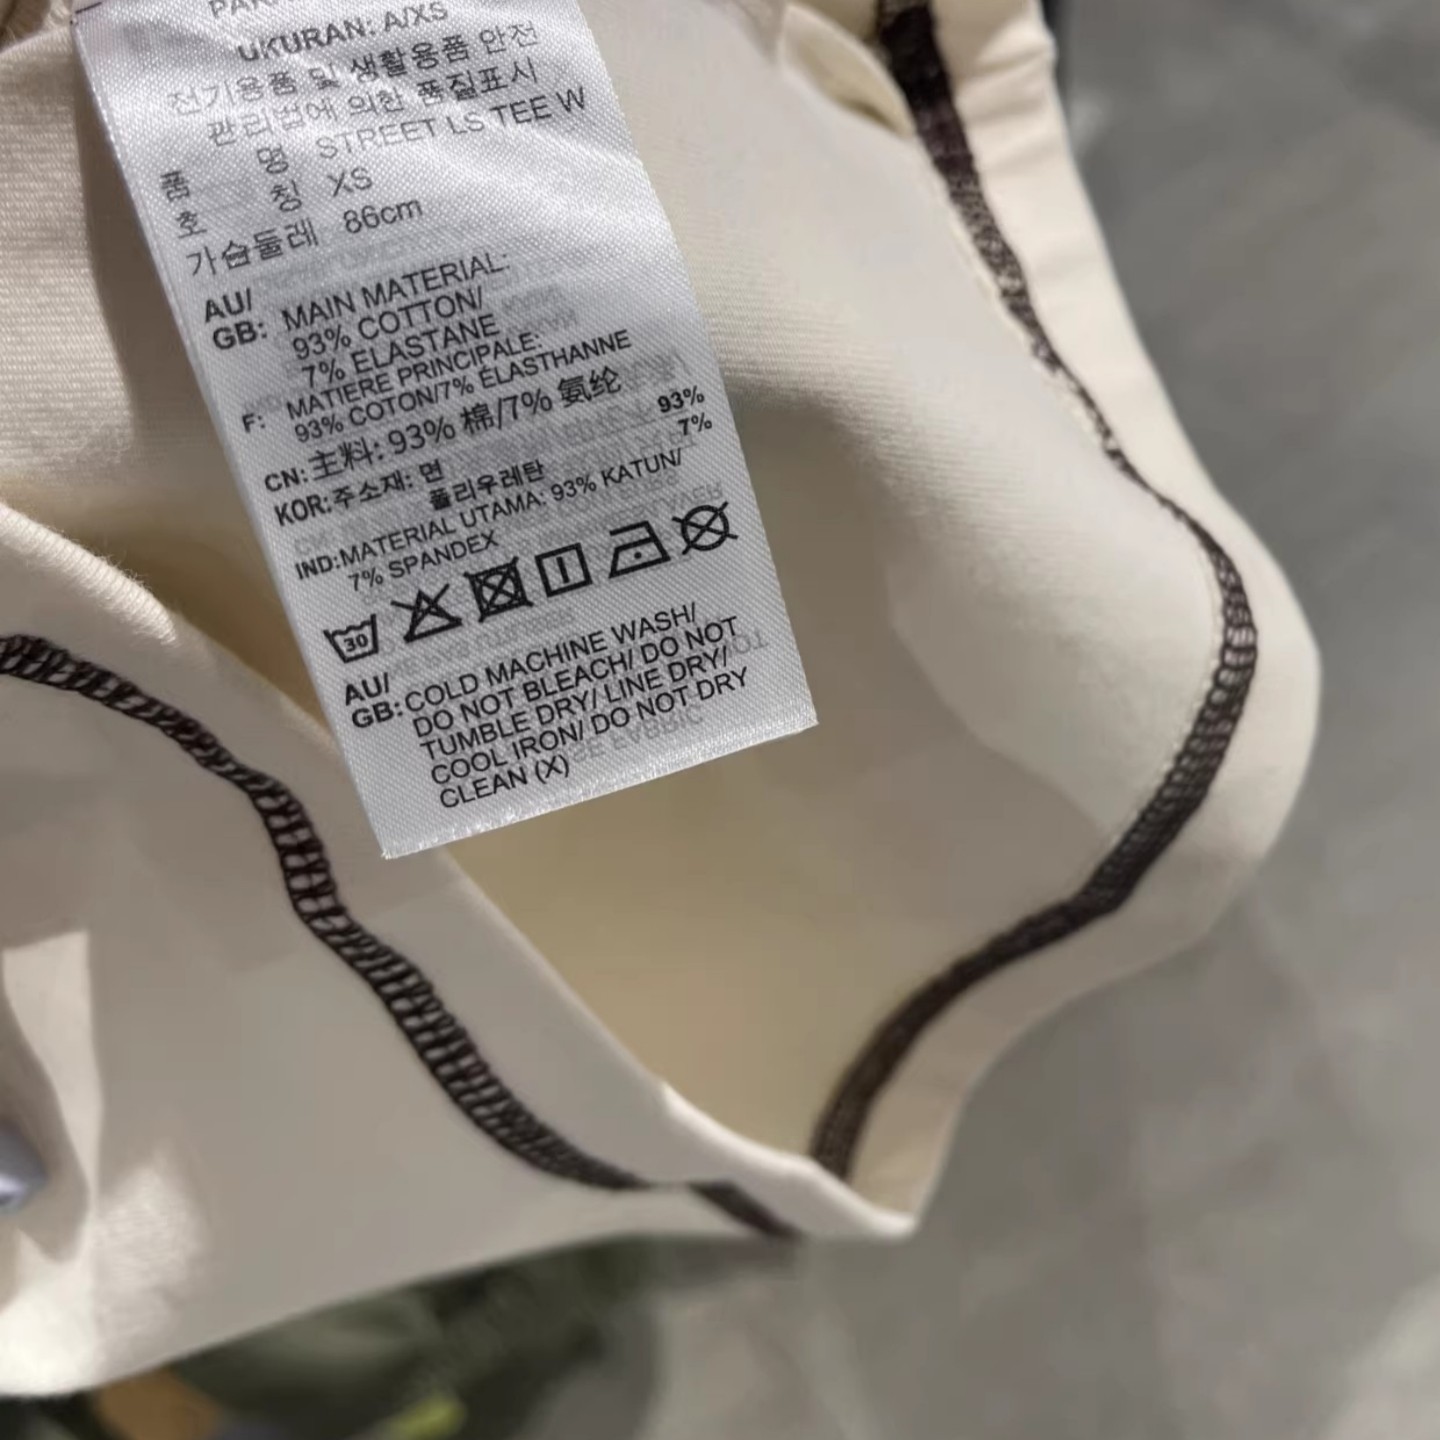 UKURAN: A/XS
전기용품 및 생활용품 안전
관리법에 의한 품질표시
품 명 STREET LS TEE W
호 칭 XS
가슴둘레 86cm
AU/
GB: MAIN MATERIAL:
93% COTTON/
7% ELASTANE
F: MATIERE PRINCIPALE:
93% COTON/7% ELASTHANNE
CN: 主料: 93% 棉/7% 氨纶
KOR: 주소재: 면 93%
폴리우레탄 7%
IND: MATERIAL UTAMA: 93% KATUN/
7% SPANDEX
30
AU/
GB: COLD MACHINE WASH/
DO NOT BLEACH/ DO NOT
TUMBLE DRY/ LINE DRY/
COOL IRON/ DO NOT DRY
CLEAN (X)